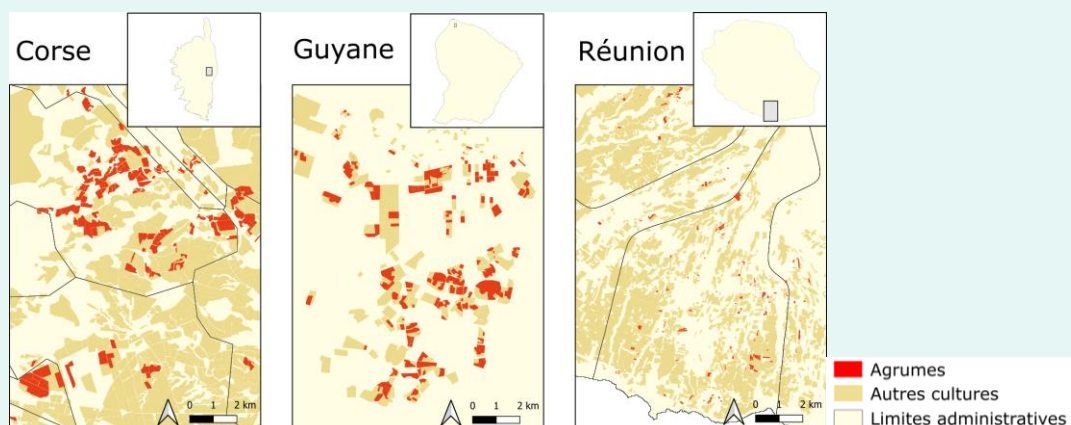 Corse
Guyane
Réunion
0 1 2 km
0 1 2 km
0 1 2 km
Agrumes
Autres cultures
Limites administratives